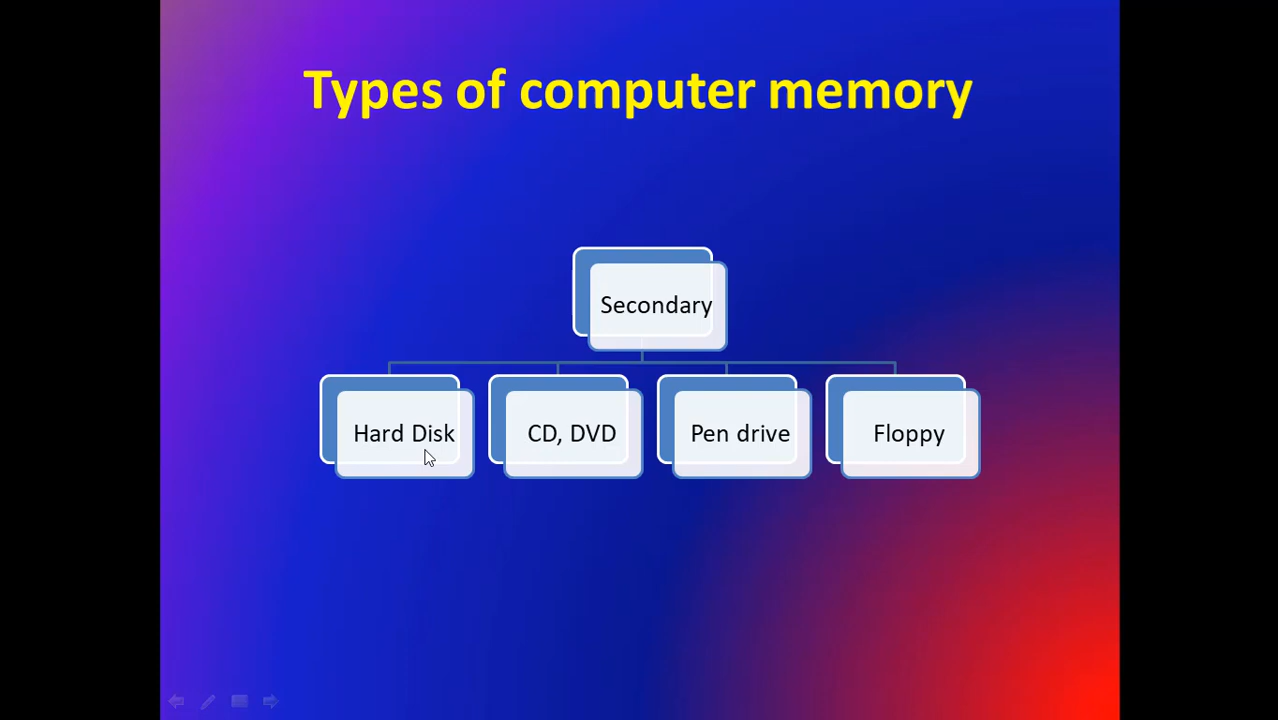 Types of computer memory
Secondary
Hard Disk
CD, DVD
Pen drive
Floppy